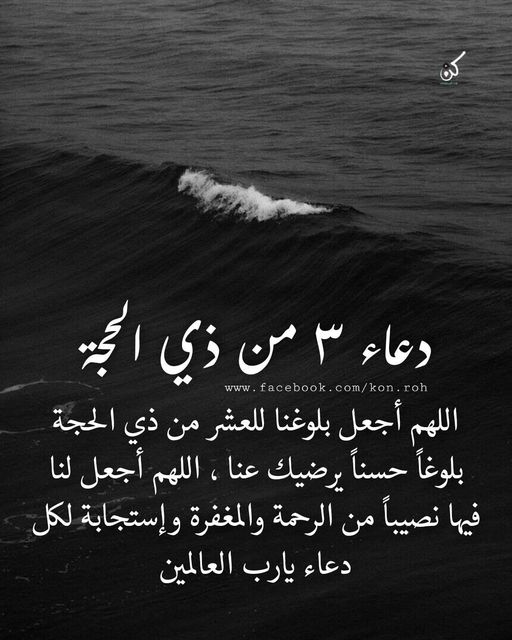 كن
دعاء ٣ من ذي الحجة
www.facebook.com/kon.roh
اللهم أجعل بلوغنا للعشر من ذي الحجة
بلوغاً حسناً يرضيك عنا ، اللهم أجعل لنا
فيها نصيباً من الرحمة والمغفرة وإستجابة لكل
دعاء يارب العالمين